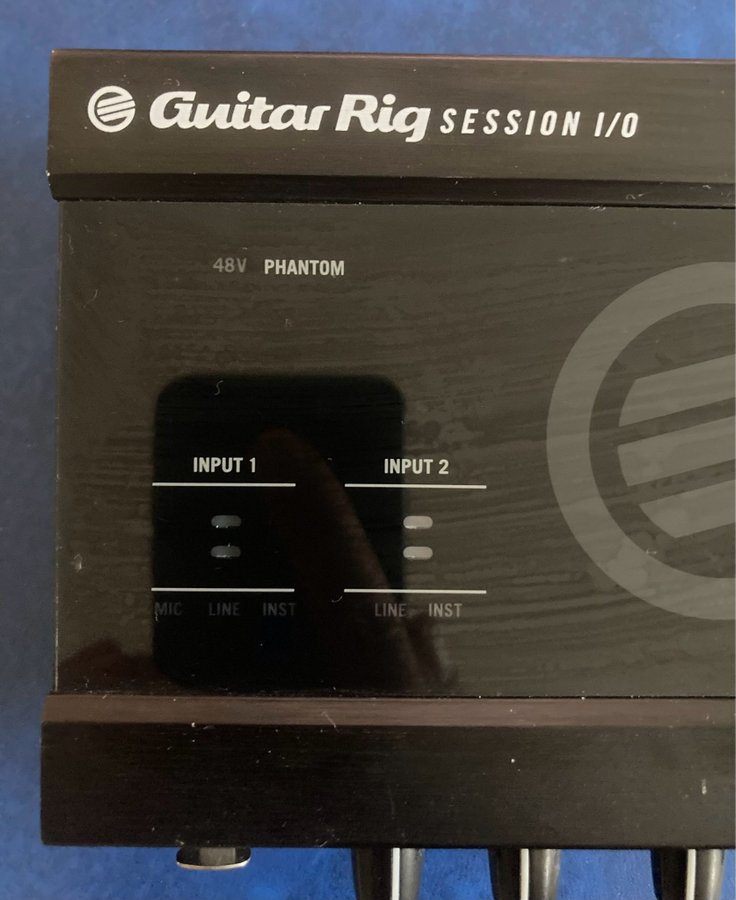 Guitar Rig SESSION I/O
48V PHANTOM
INPUT 1 INPUT 2
MIC LINE INST LINE INST